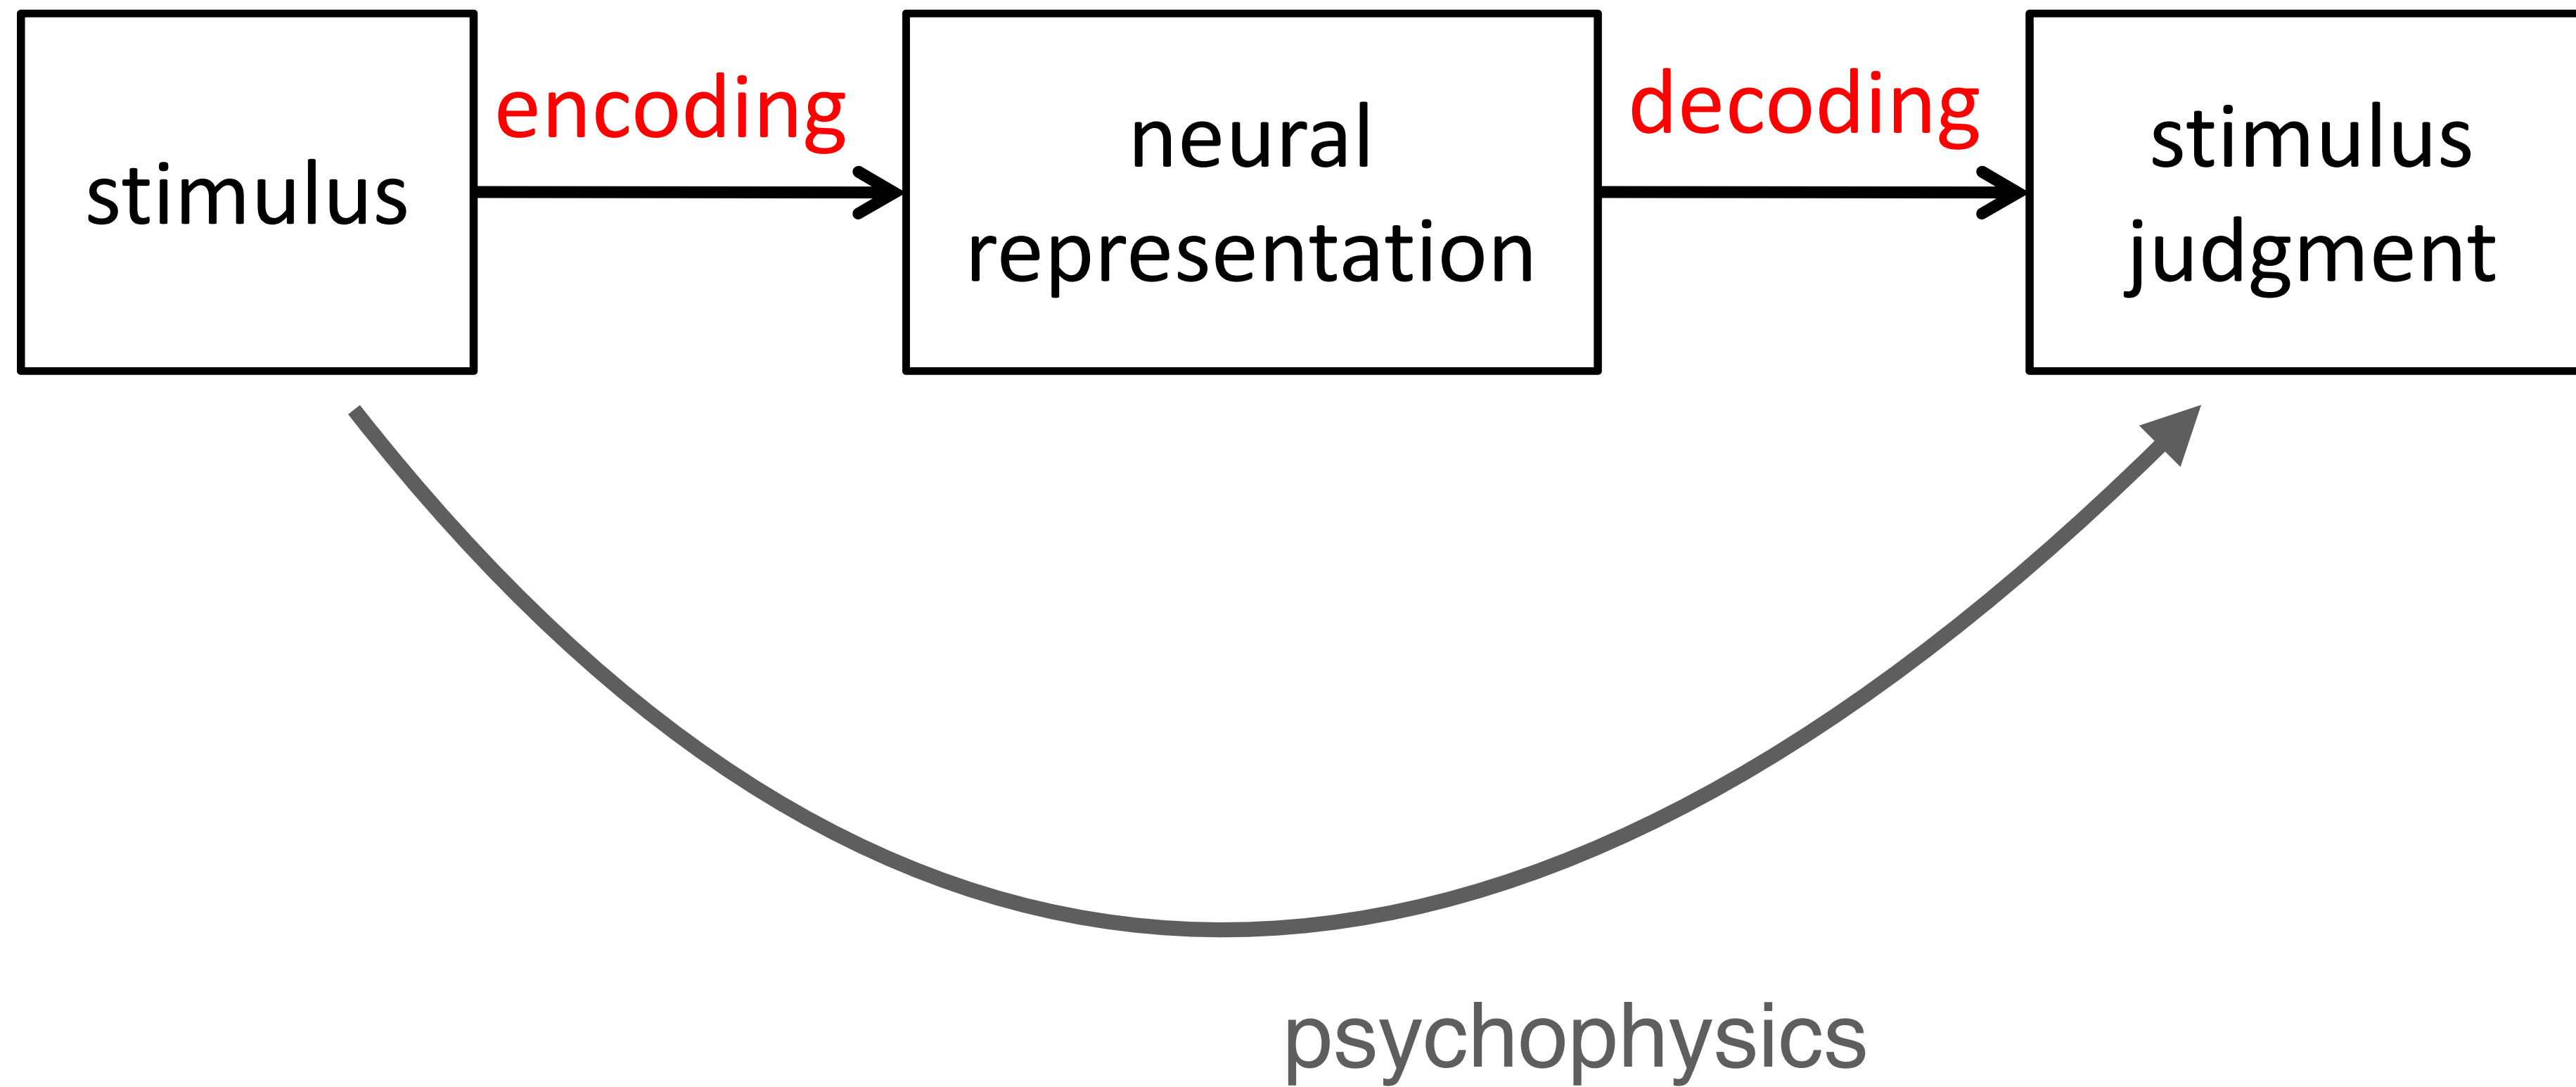 stimulus
encoding
neural
representation
decoding
stimulus
judgment
psychophysics